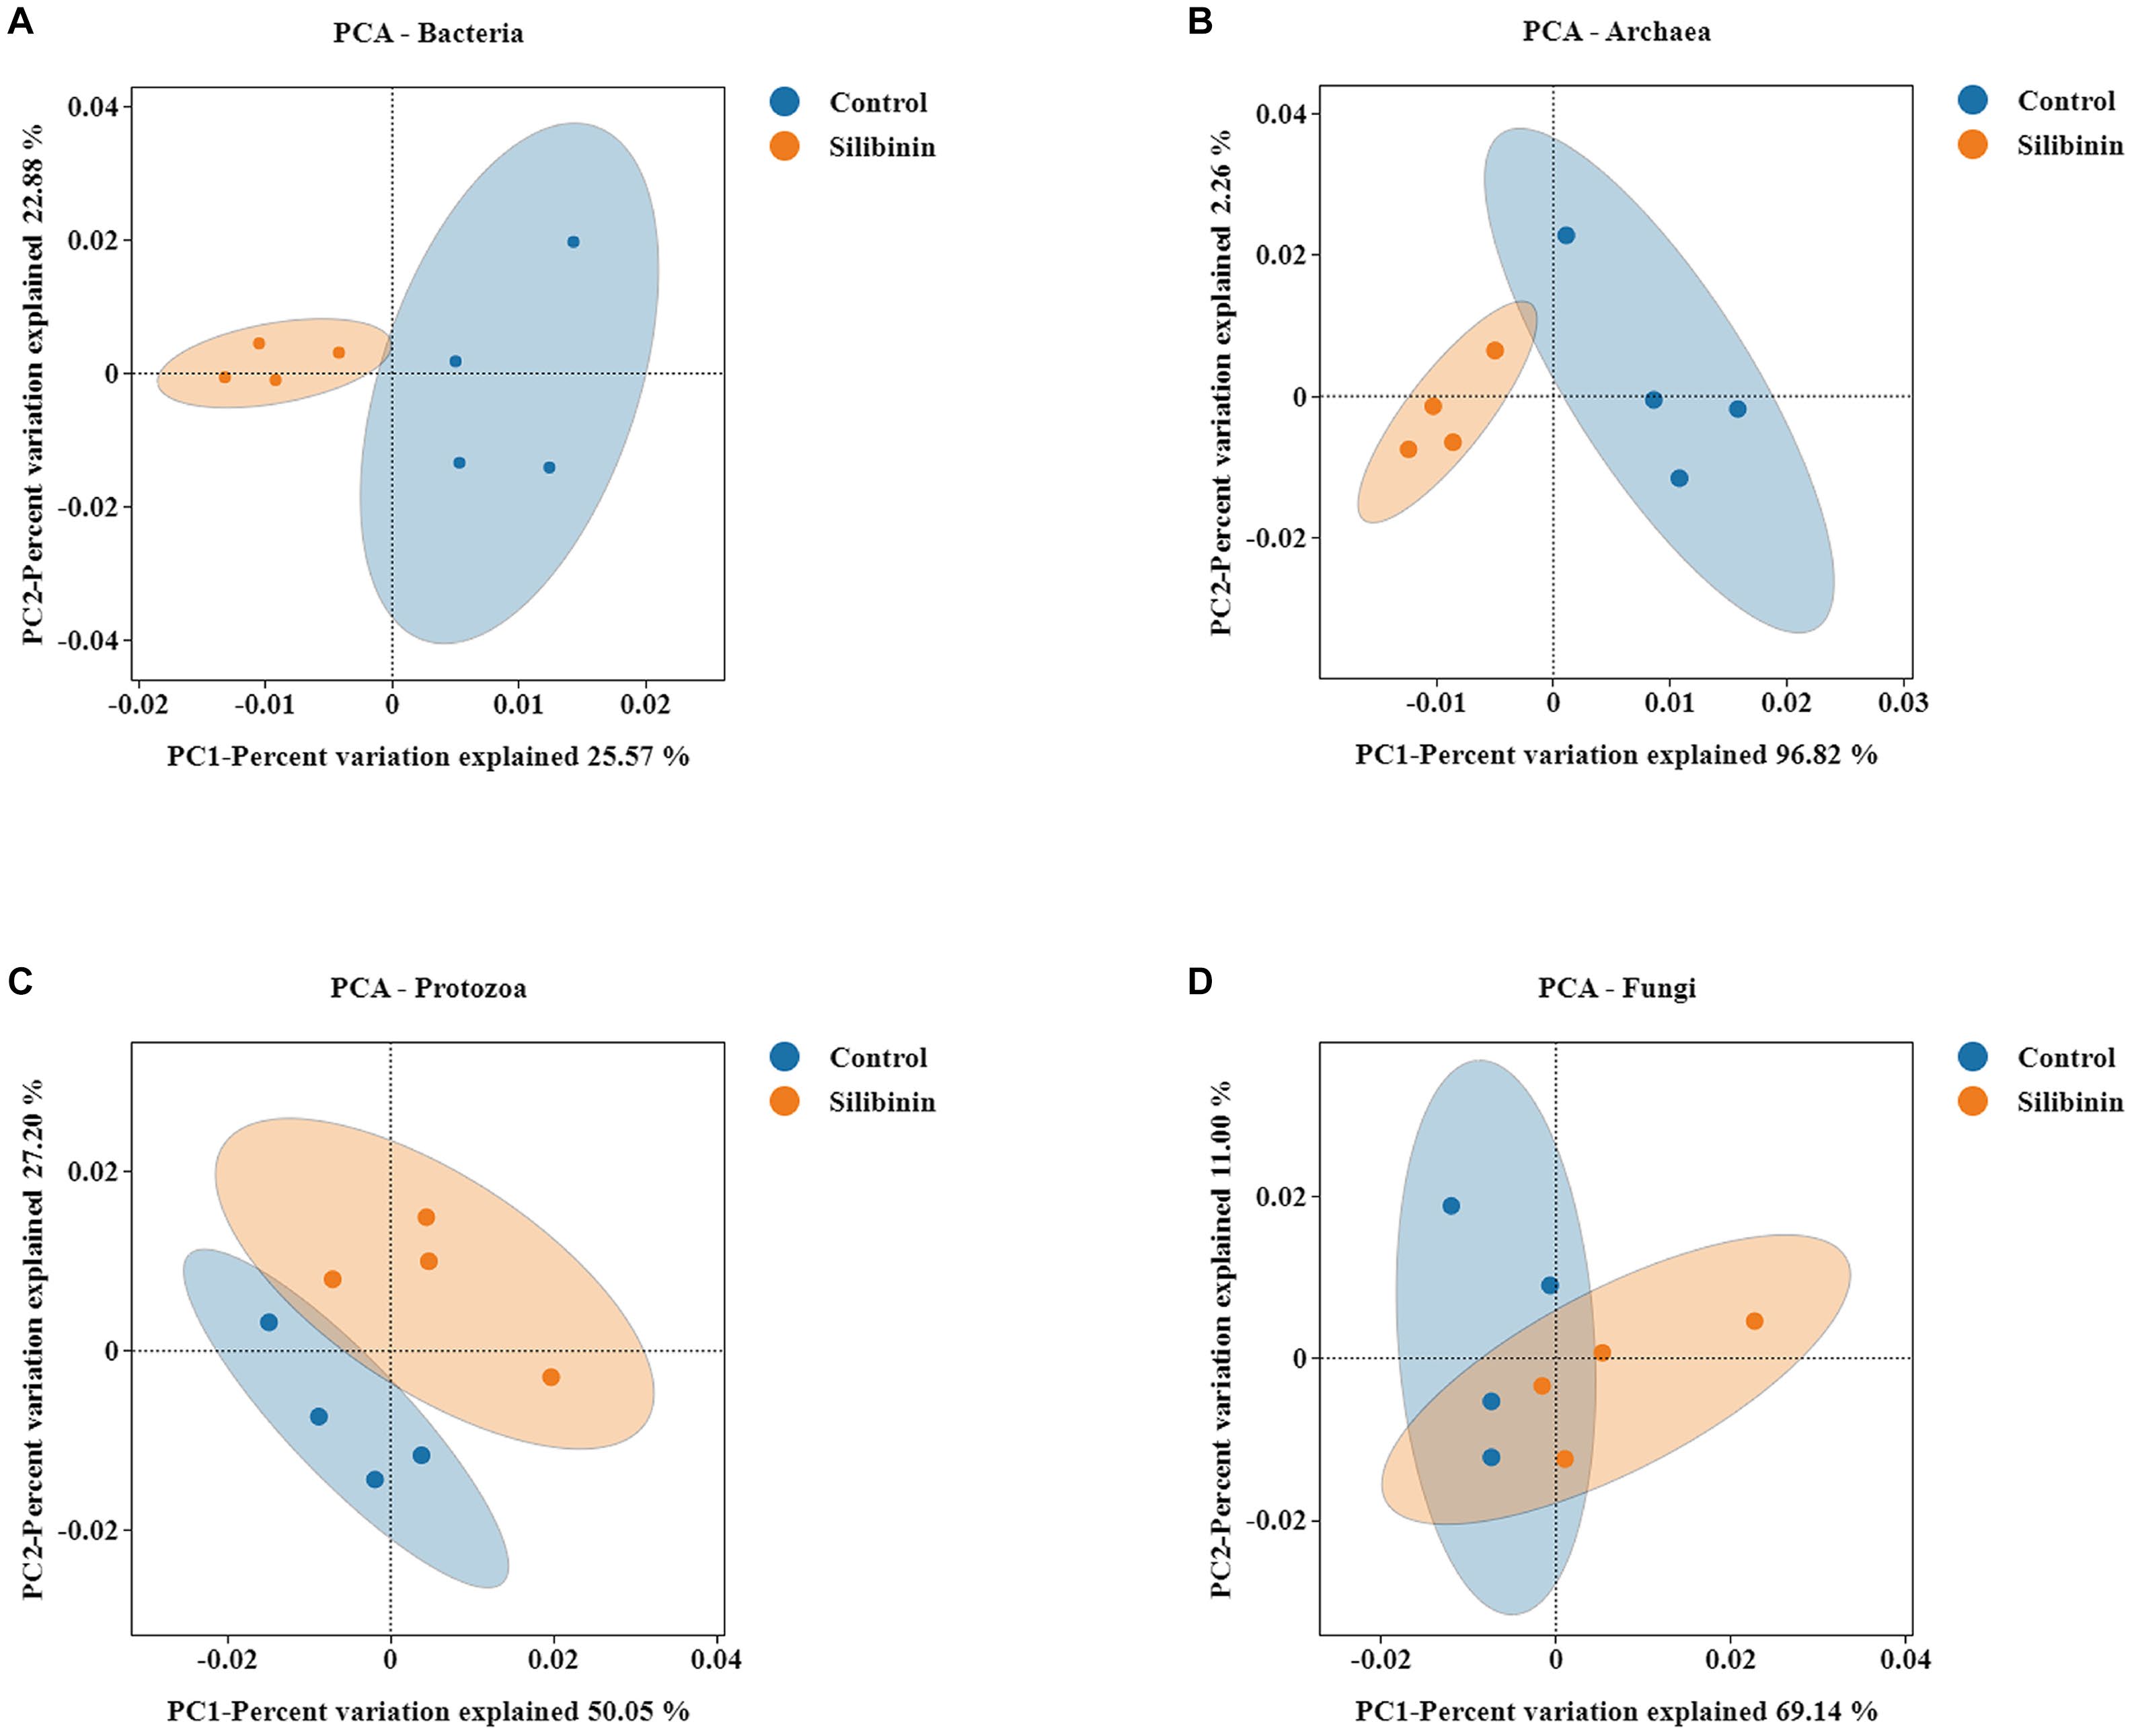 A
PCA - Bacteria
Control
Silibinin
PC2-Percent variation explained 22.88 %
0.04
0.02
0
-0.02
-0.04
-0.02
-0.01
0
0.01
0.02
PC1-Percent variation explained 25.57 %
B
PCA - Archaea
Control
Silibinin
PC2-Percent variation explained 2.26 %
0.04
0.02
0
-0.02
-0.01
0
0.01
0.02
0.03
PC1-Percent variation explained 96.82 %
C
PCA - Protozoa
Control
Silibinin
PC2-Percent variation explained 27.20 %
0.02
0
-0.02
-0.02
0
0.02
0.04
PC1-Percent variation explained 50.05 %
D
PCA - Fungi
Control
Silibinin
PC2-Percent variation explained 11.00 %
0.02
0
-0.02
-0.02
0
0.02
0.04
PC1-Percent variation explained 69.14 %